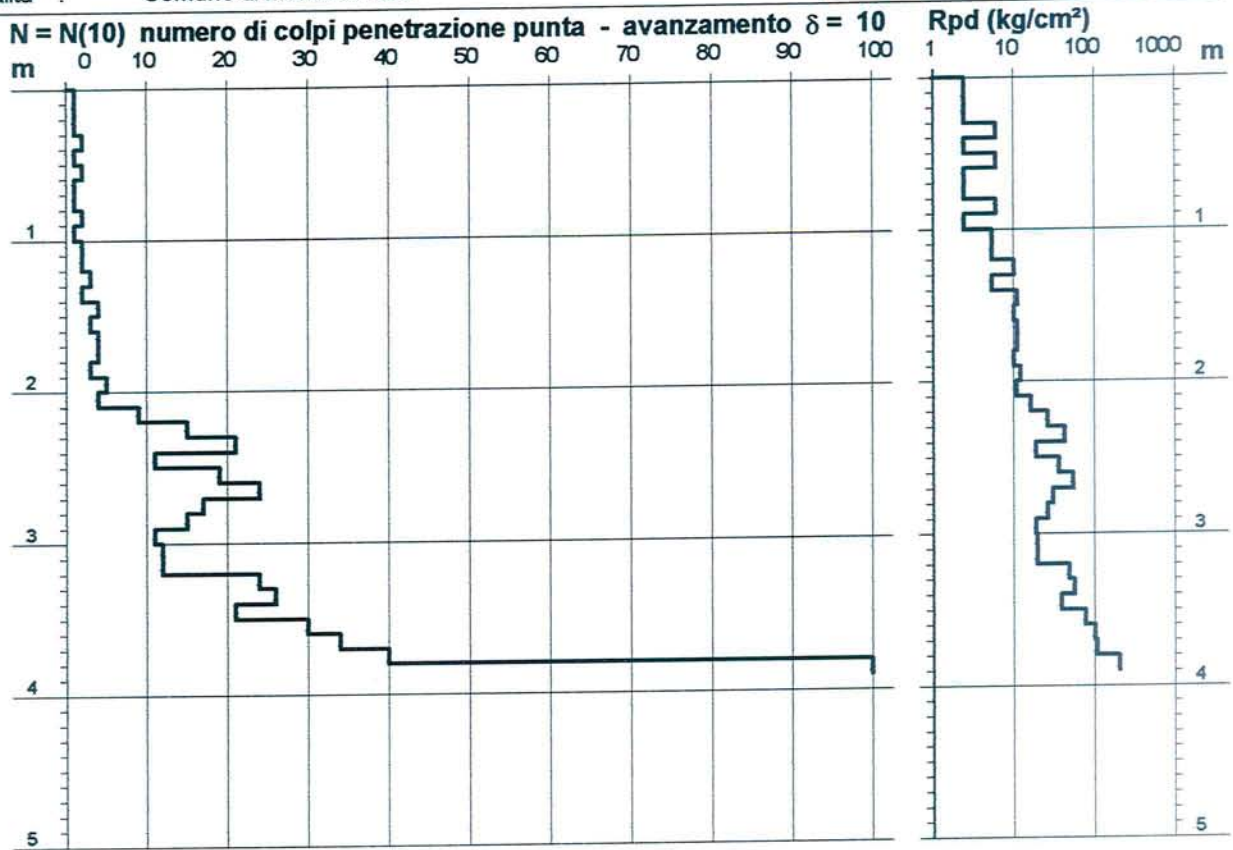 N = N(10) numero di colpi penetrazione punta - avanzamento δ = 10
m 0 10 20 30 40 50 60 70 80 90 100
1
2
3
4
5
Rpd (kg/cm²)
1 10 100 1000 m
1
2
3
4
5